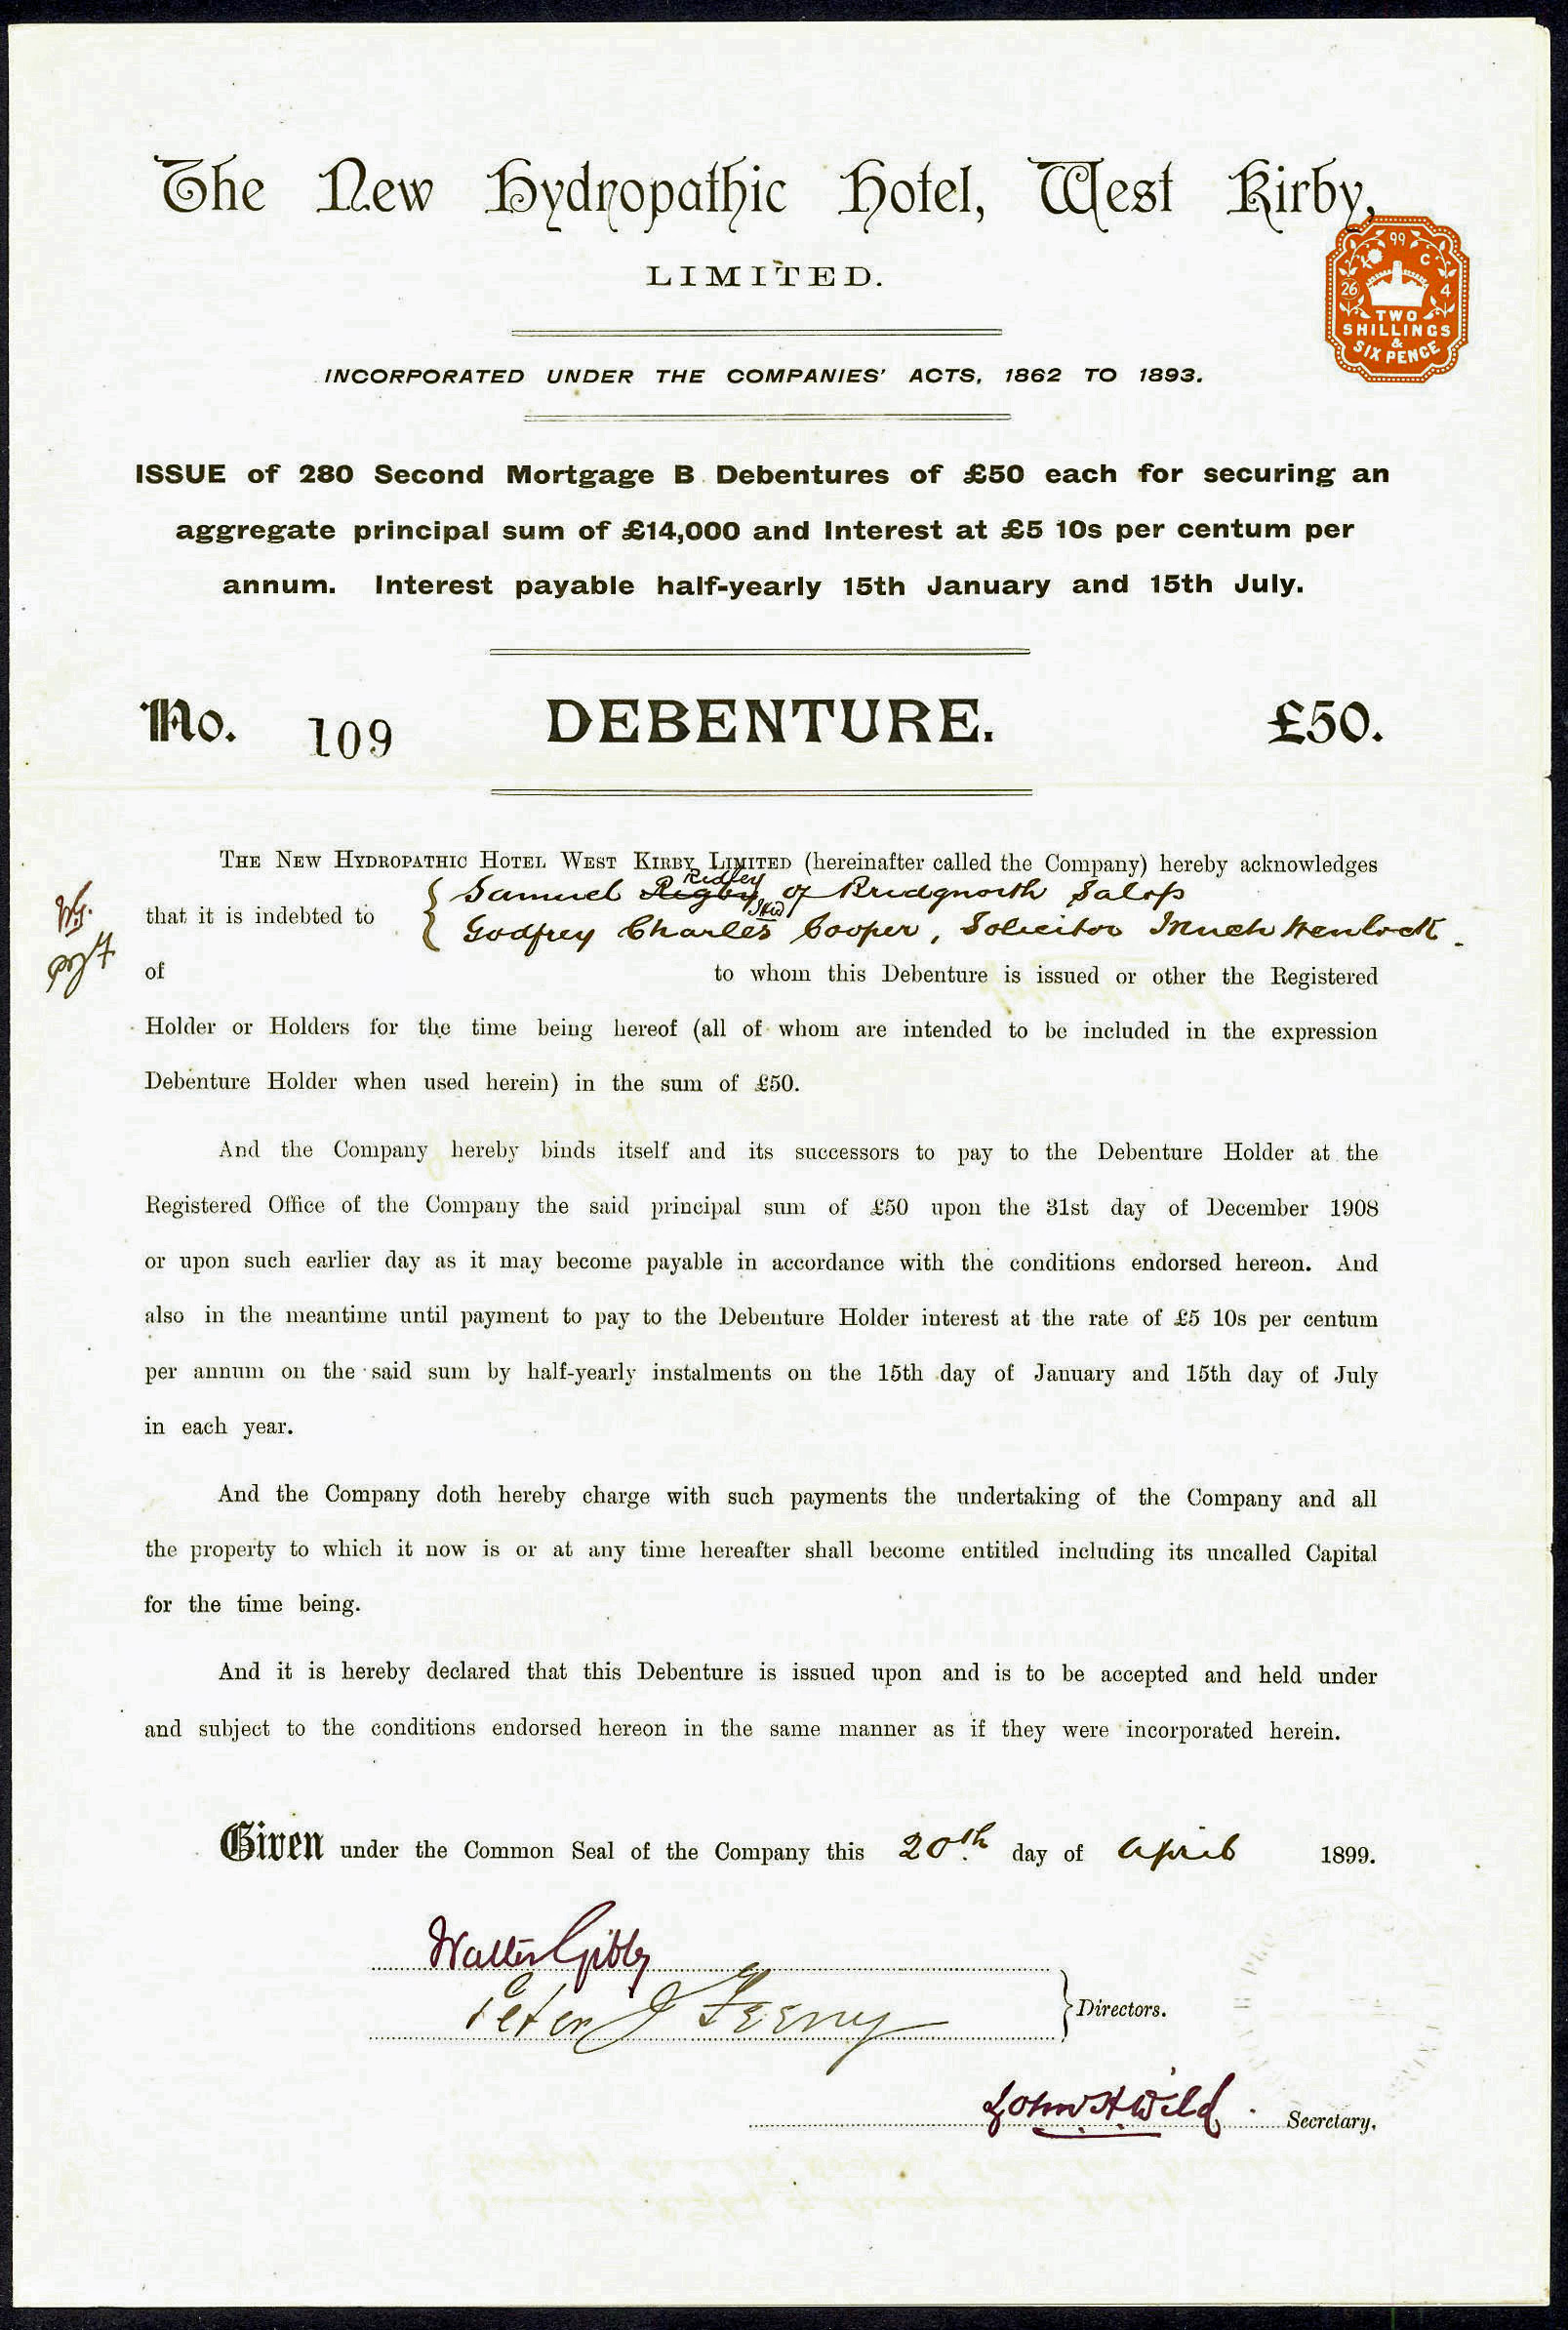 The New Hydropathic Hotel, West Kirby,
LIMITED.
99
C
26 4
TWO
SHILLINGS
&
SIX PENCE
INCORPORATED UNDER THE COMPANIES' ACTS, 1862 TO 1893.
ISSUE of 280 Second Mortgage B Debentures of £50 each for securing an
aggregate principal sum of £14,000 and Interest at £5 10s per centum per
annum. Interest payable half-yearly 15th January and 15th July.
No. 109 DEBENTURE. £50.
THE NEW HYDROPATHIC HOTEL WEST KIRBY LIMITED (hereinafter called the Company) hereby acknowledges
Ridley
Samuel Rigby of Bridgnorth Salop
that it is indebted to
Godfrey Charles Cooper, Solicitor Much Wenlock.
of to whom this Debenture is issued or other the Registered
Holder or Holders for the time being hereof (all of whom are intended to be included in the expression
Debenture Holder when used herein) in the sum of £50.
And the Company hereby binds itself and its successors to pay to the Debenture Holder at the
Registered Office of the Company the said principal sum of £50 upon the 31st day of December 1908
or upon such earlier day as it may become payable in accordance with the conditions endorsed hereon. And
also in the meantime until payment to pay to the Debenture Holder interest at the rate of £5 10s per centum
per annum on the said sum by half-yearly instalments on the 15th day of January and 15th day of July
in each year.
And the Company doth hereby charge with such payments the undertaking of the Company and all
the property to which it now is or at any time hereafter shall become entitled including its uncalled Capital
for the time being.
And it is hereby declared that this Debenture is issued upon and is to be accepted and held under
and subject to the conditions endorsed hereon in the same manner as if they were incorporated herein.
Given under the Common Seal of the Company this 20th day of April 1899.
Walter Gibby
Peter J Feeny
Directors.
John H Wild. Secretary.